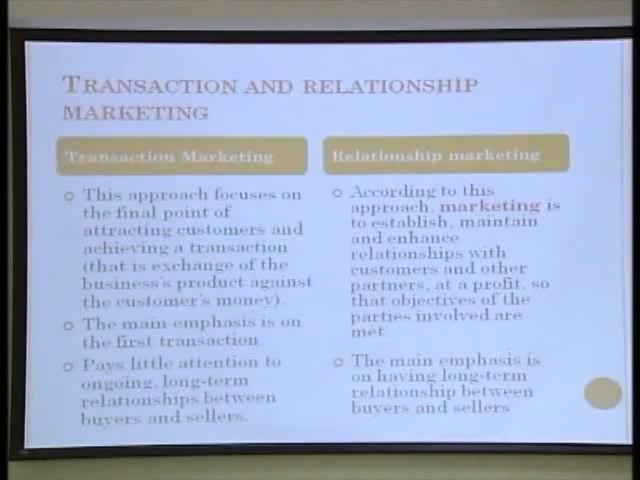 TRANSACTION AND RELATIONSHIP
MARKETING
Transaction Marketing
This approach focuses on
the final point of
attracting customers and
achieving a transaction
(that is exchange of the
business's product against
the customer's money).
The main emphasis is on
the first transaction
Pays little attention to
ongoing, long-term
relationships between
buyers and sellers.
Relationship marketing
According to this
approach, marketing is
to establish, maintain
and enhance
relationships with
customers and other
partners, at a profit, so
that objectives of the
parties involved are
met.
The main emphasis is
on having long-term
relationship between
buyers and sellers